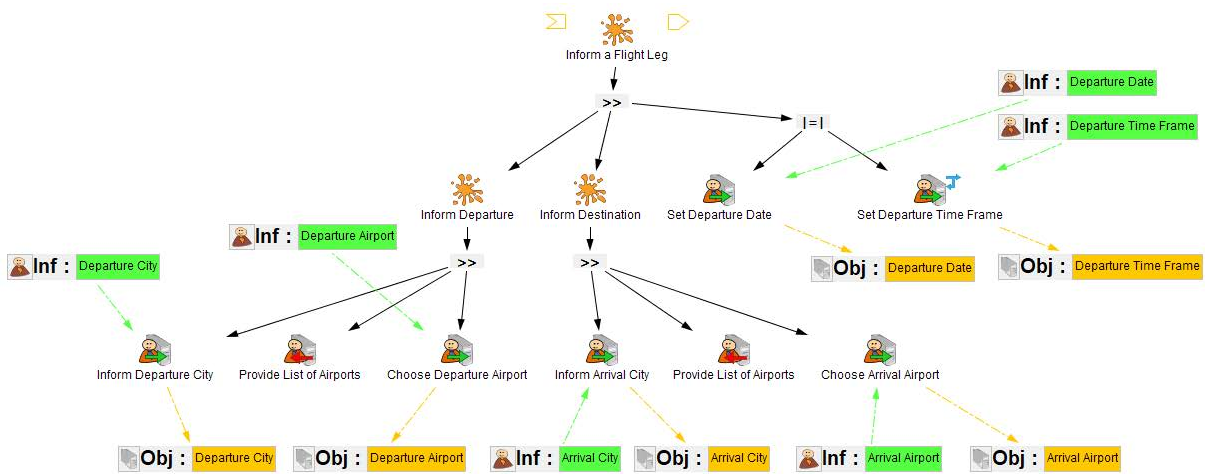 Inform a Flight Leg
>>
|=|
Inf : Departure Date
Inf : Departure Time Frame
Inform Departure
Inform Destination
Set Departure Date
Set Departure Time Frame
Inf : Departure Airport
Inf : Departure City
>>
>>
Obj : Departure Date
Obj : Departure Time Frame
Inform Departure City
Provide List of Airports
Choose Departure Airport
Inform Arrival City
Provide List of Airports
Choose Arrival Airport
Obj : Departure City
Obj : Departure Airport
Inf : Arrival City
Obj : Arrival City
Inf : Arrival Airport
Obj : Arrival Airport